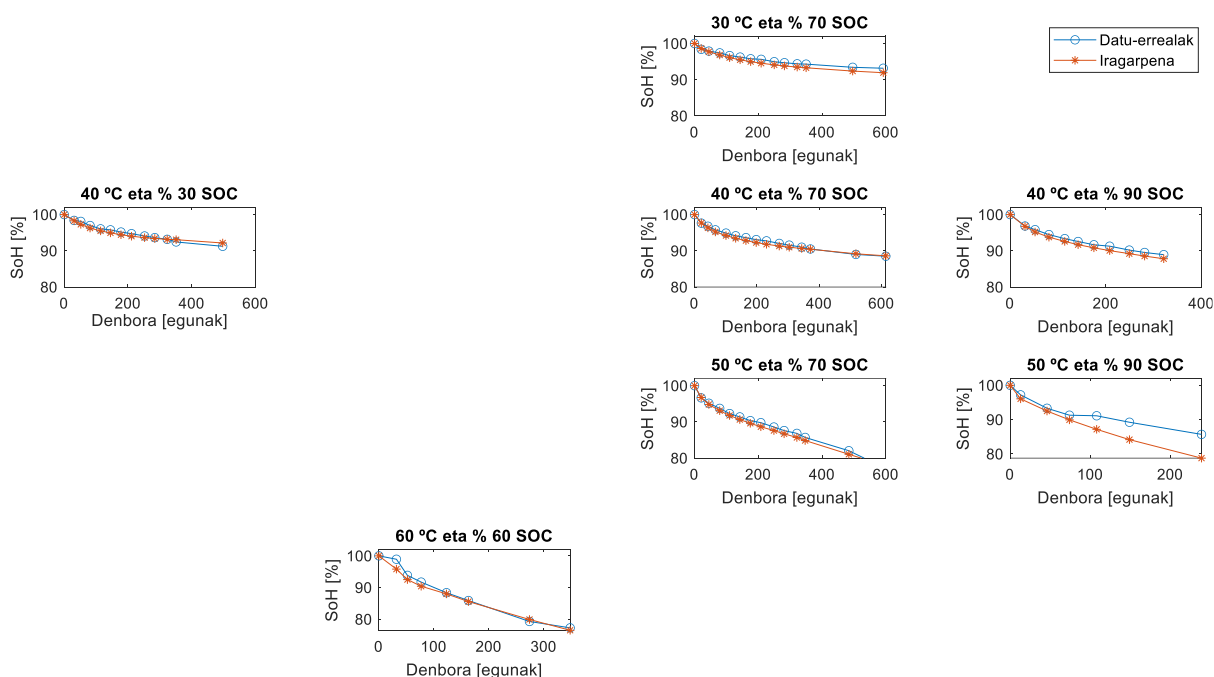 30 ºC eta % 70 SOC
100
90
80
SoH [%]
0 200 400 600
Denbora [egunak]
Datu-errealak
Iragarpena
40 ºC eta % 30 SOC
100
90
80
SoH [%]
0 200 400 600
Denbora [egunak]
40 ºC eta % 70 SOC
100
90
80
SoH [%]
0 200 400 600
Denbora [egunak]
40 ºC eta % 90 SOC
100
90
80
SoH [%]
0 200 400
Denbora [egunak]
50 ºC eta % 70 SOC
100
90
80
SoH [%]
0 200 400 600
Denbora [egunak]
50 ºC eta % 90 SOC
100
90
80
SoH [%]
0 100 200
Denbora [egunak]
60 ºC eta % 60 SOC
100
90
80
SoH [%]
0 100 200 300
Denbora [egunak]